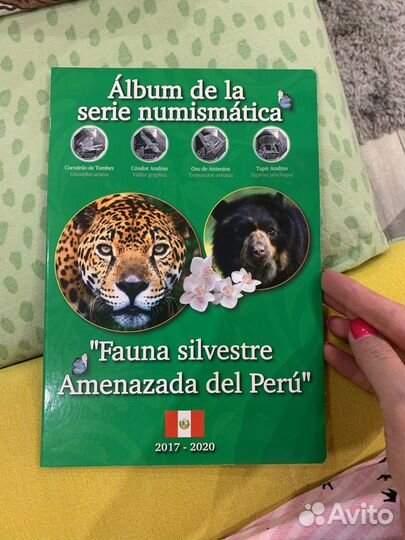 Álbum de la
serie numismática
Cocodrilo de Tumbes
Crocodylus acutus
Cóndor Andino
Vultur gryphus
Oso de Anteojos
Tremarctos ornatus
Tapir Andino
Tapirus pinchaque
"Fauna silvestre
Amenazada del Perú"
2017 - 2020
Avito